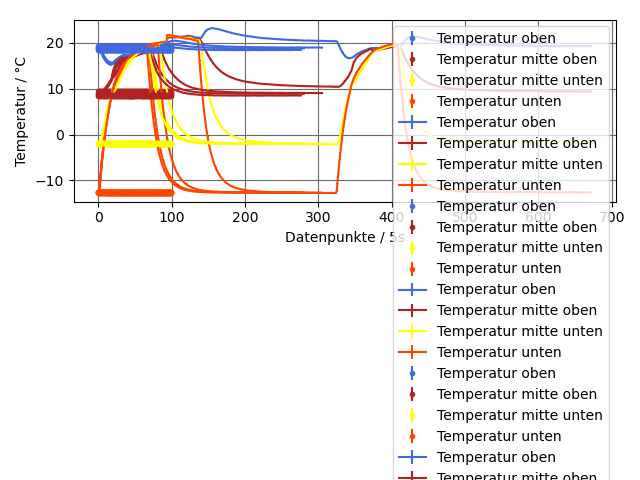 Temperatur / °C
20
10
0
−10
0
100
200
300
400
500
600
700
Datenpunkte / 5s
Temperatur oben
Temperatur mitte oben
Temperatur mitte unten
Temperatur unten
Temperatur oben
Temperatur mitte oben
Temperatur mitte unten
Temperatur unten
Temperatur oben
Temperatur mitte oben
Temperatur mitte unten
Temperatur unten
Temperatur oben
Temperatur mitte oben
Temperatur mitte unten
Temperatur unten
Temperatur oben
Temperatur mitte oben
Temperatur mitte unten
Temperatur unten
Temperatur oben
Temperatur mitte oben